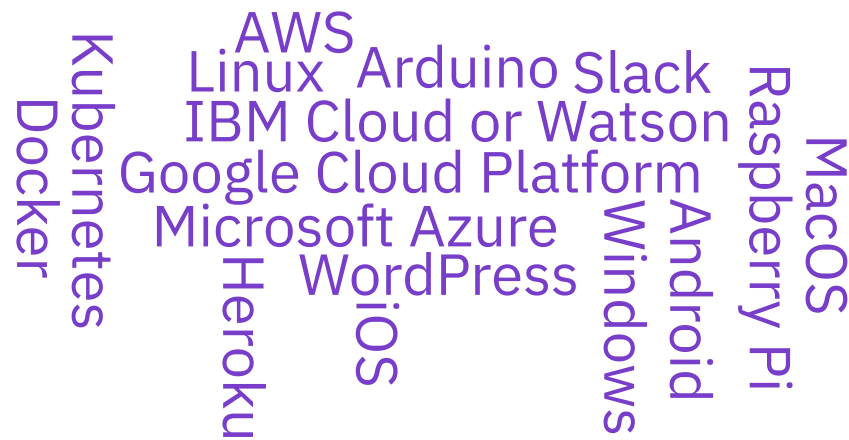 AWS
Linux
Arduino
Slack
IBM Cloud or Watson
Google Cloud Platform
Microsoft Azure
WordPress
Docker
Kubernetes
Heroku
iOS
Windows
Android
Raspberry Pi
MacOS